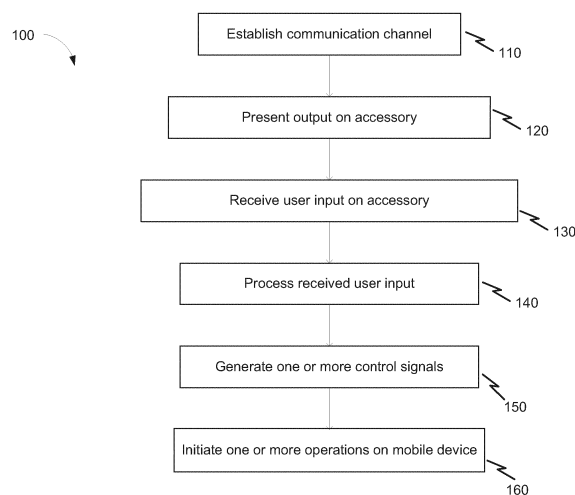 100
Establish communication channel
110
Present output on accessory
120
Receive user input on accessory
130
Process received user input
140
Generate one or more control signals
150
Initiate one or more operations on mobile device
160